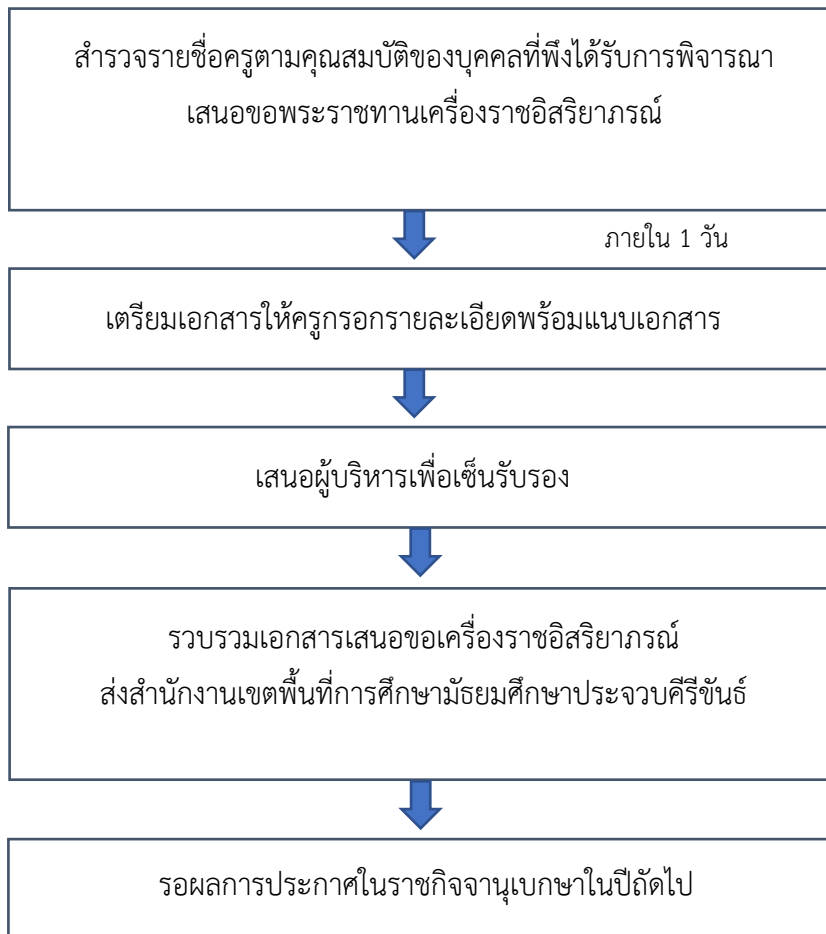 สำรวจรายชื่อครูตามคุณสมบัติของบุคคลที่พึงได้รับการพิจารณา
เสนอขอพระราชทานเครื่องราชอิสริยาภรณ์
ภายใน 1 วัน
เตรียมเอกสารให้ครูกรอกรายละเอียดพร้อมแนบเอกสาร
เสนอผู้บริหารเพื่อเซ็นรับรอง
รวบรวมเอกสารเสนอขอเครื่องราชอิสริยาภรณ์
ส่งสำนักงานเขตพื้นที่การศึกษามัธยมศึกษาประจวบคีรีขันธ์
รอผลการประกาศในราชกิจจานุเบกษาในปีถัดไป